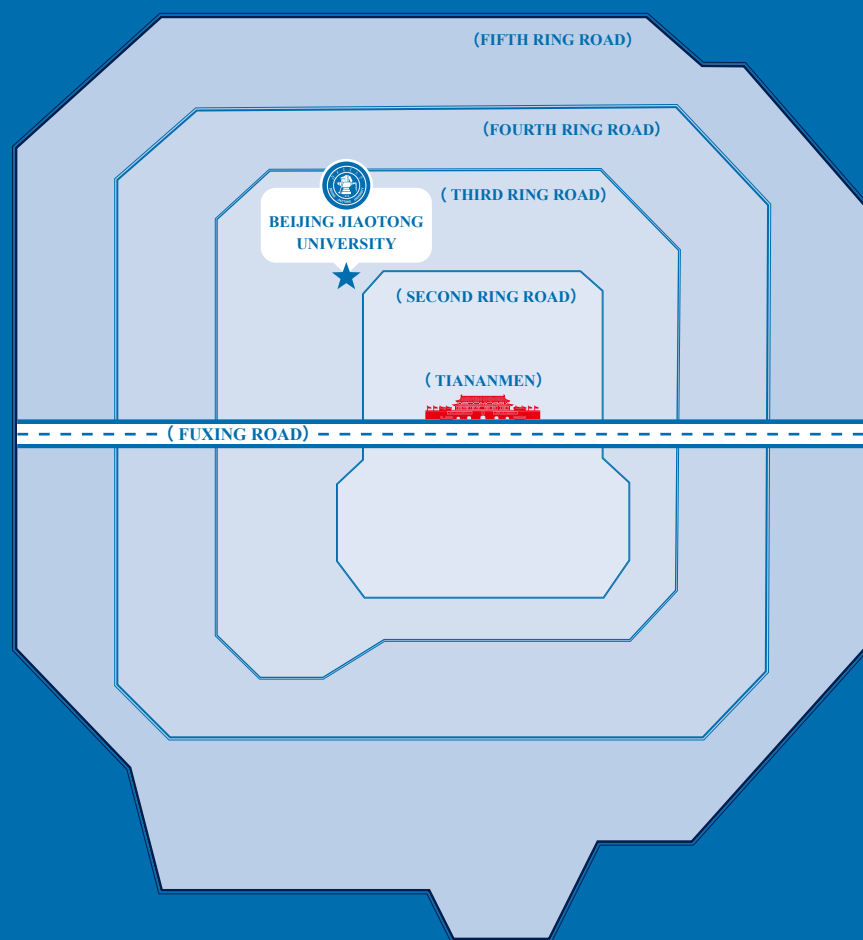 (FIFTH RING ROAD)
(FOURTH RING ROAD)
( THIRD RING ROAD)
BEIJING JIAOTONG
UNIVERSITY
( SECOND RING ROAD)
( TIANANMEN)
( FUXING ROAD)